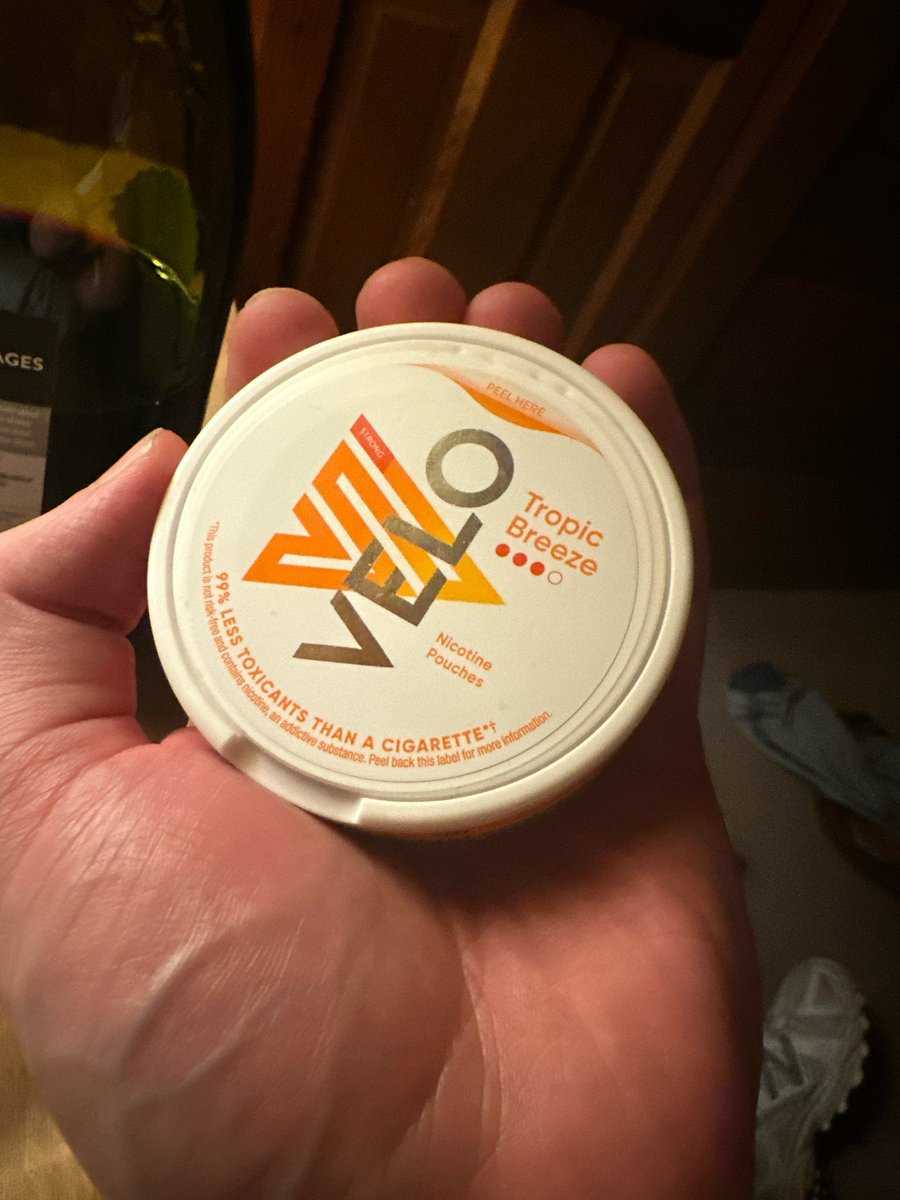 PEEL HERE
STRONG
VELO
Tropic
Breeze
Nicotine
Pouches
99% LESS TOXICANTS THAN A CIGARETTE*†
*This product is not risk-free and contains nicotine, an addictive substance. Peel back this label for more information.
AGES